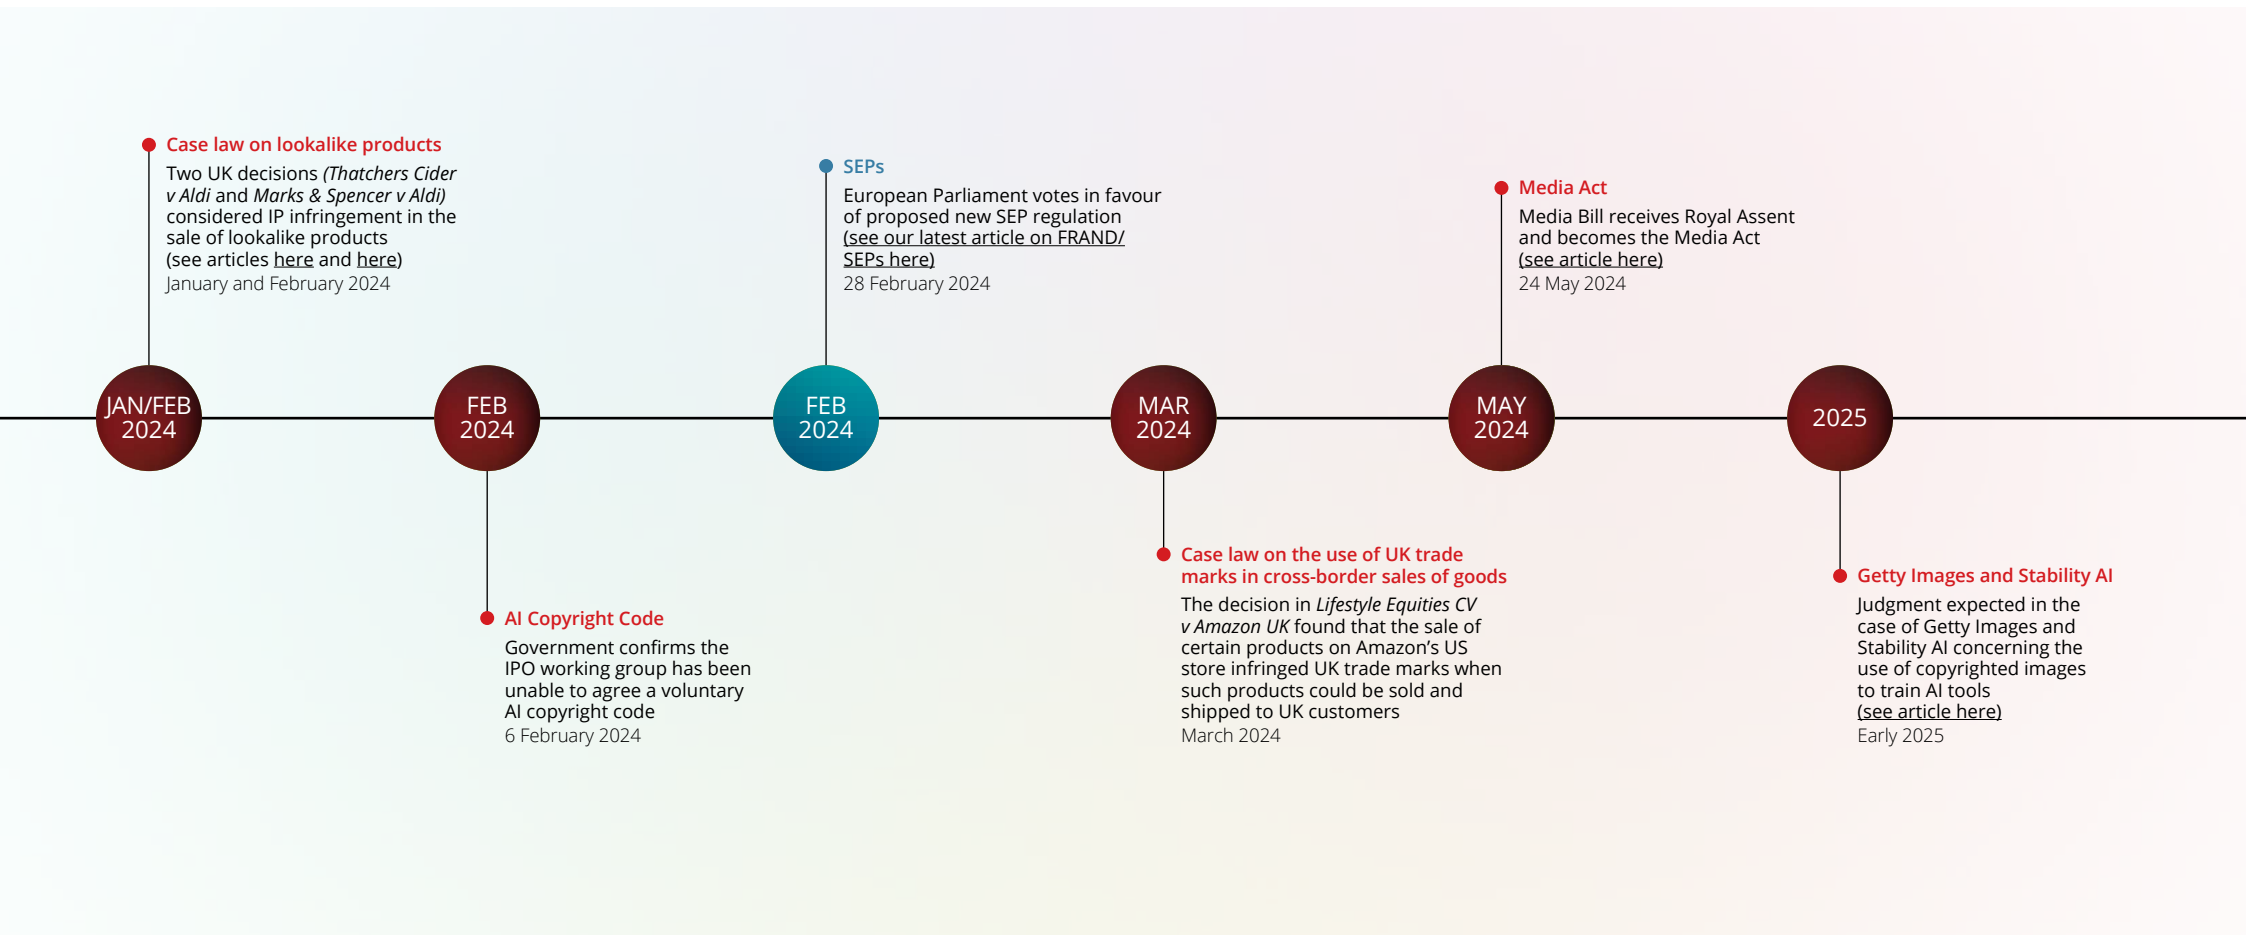 Case law on lookalike products
Two UK decisions (Thatchers Cider
v Aldi and Marks & Spencer v Aldi)
considered IP infringement in the
sale of lookalike products
(see articles here and here)
January and February 2024
SEPs
European Parliament votes in favour
of proposed new SEP regulation
(see our latest article on FRAND/
SEPs here)
28 February 2024
Media Act
Media Bill receives Royal Assent
and becomes the Media Act
(see article here)
24 May 2024
JAN/FEB
2024
FEB
2024
FEB
2024
MAR
2024
MAY
2024
2025
AI Copyright Code
Government confirms the
IPO working group has been
unable to agree a voluntary
AI copyright code
6 February 2024
Case law on the use of UK trade
marks in cross-border sales of goods
The decision in Lifestyle Equities CV
v Amazon UK found that the sale of
certain products on Amazon’s US
store infringed UK trade marks when
such products could be sold and
shipped to UK customers
March 2024
Getty Images and Stability AI
Judgment expected in the
case of Getty Images and
Stability AI concerning the
use of copyrighted images
to train AI tools
(see article here)
Early 2025